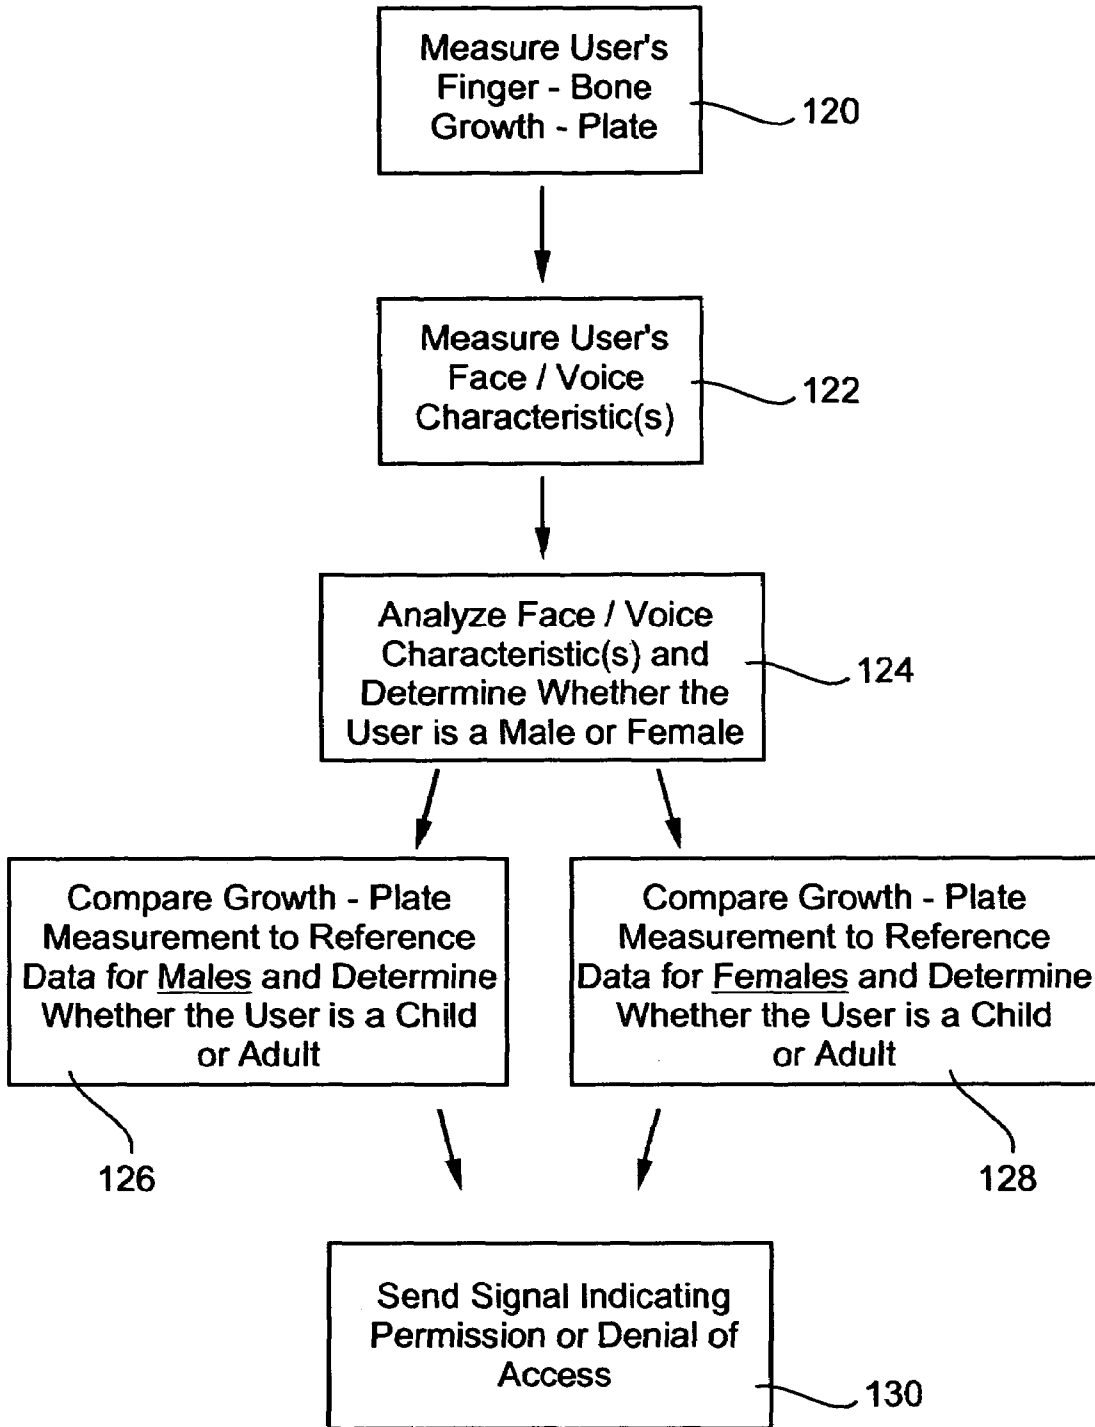 Measure User's
Finger - Bone
Growth - Plate
120
Measure User's
Face / Voice
Characteristic(s)
122
Analyze Face / Voice
Characteristic(s) and
Determine Whether the
User is a Male or Female
124
Compare Growth - Plate
Measurement to Reference
Data for Males and Determine
Whether the User is a Child
or Adult
126
Compare Growth - Plate
Measurement to Reference
Data for Females and Determine
Whether the User is a Child
or Adult
128
Send Signal Indicating
Permission or Denial of
Access
130